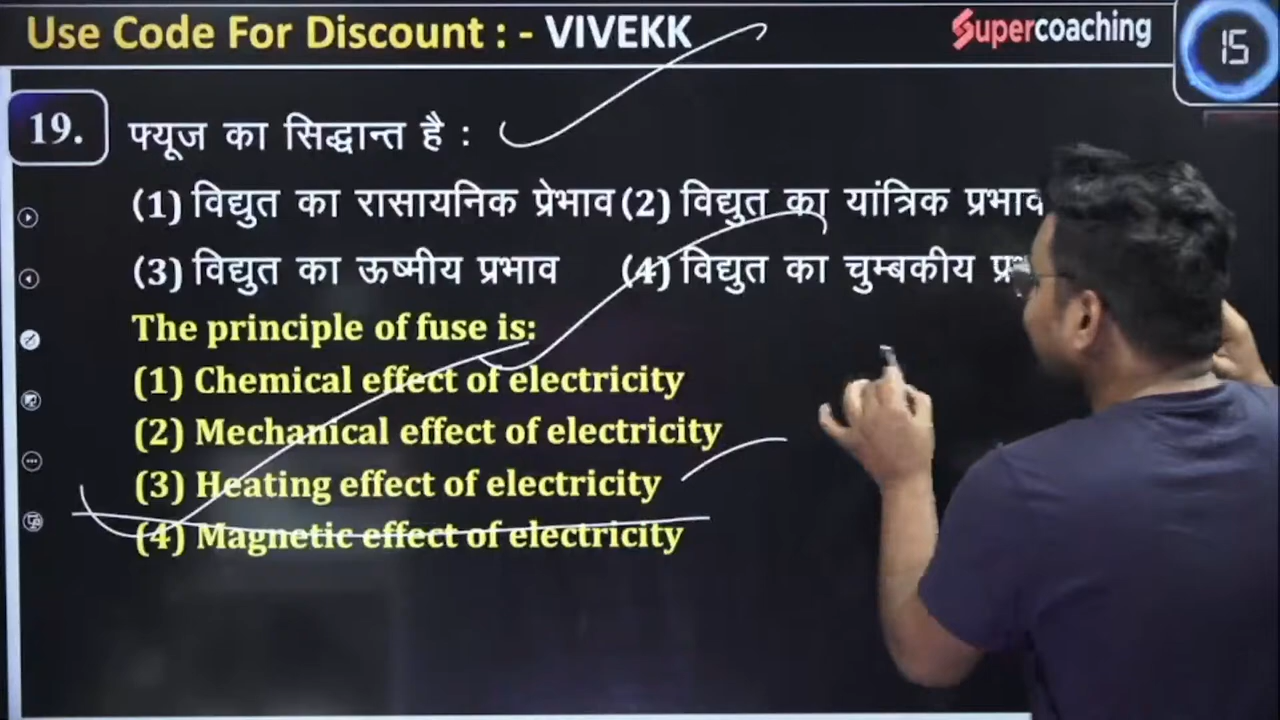 Use Code For Discount : - VIVEKK
Supercoaching
15
19. फ्यूज का सिद्धान्त है :
(1) विद्युत का रासायनिक प्रेभाव (2) विद्युत का यांत्रिक प्रभाव
(3) विद्युत का ऊष्मीय प्रभाव (4) विद्युत का चुम्बकीय
The principle of fuse is:
(1) Chemical effect of electricity
(2) Mechanical effect of electricity
(3) Heating effect of electricity
(4) Magnetic effect of electricity